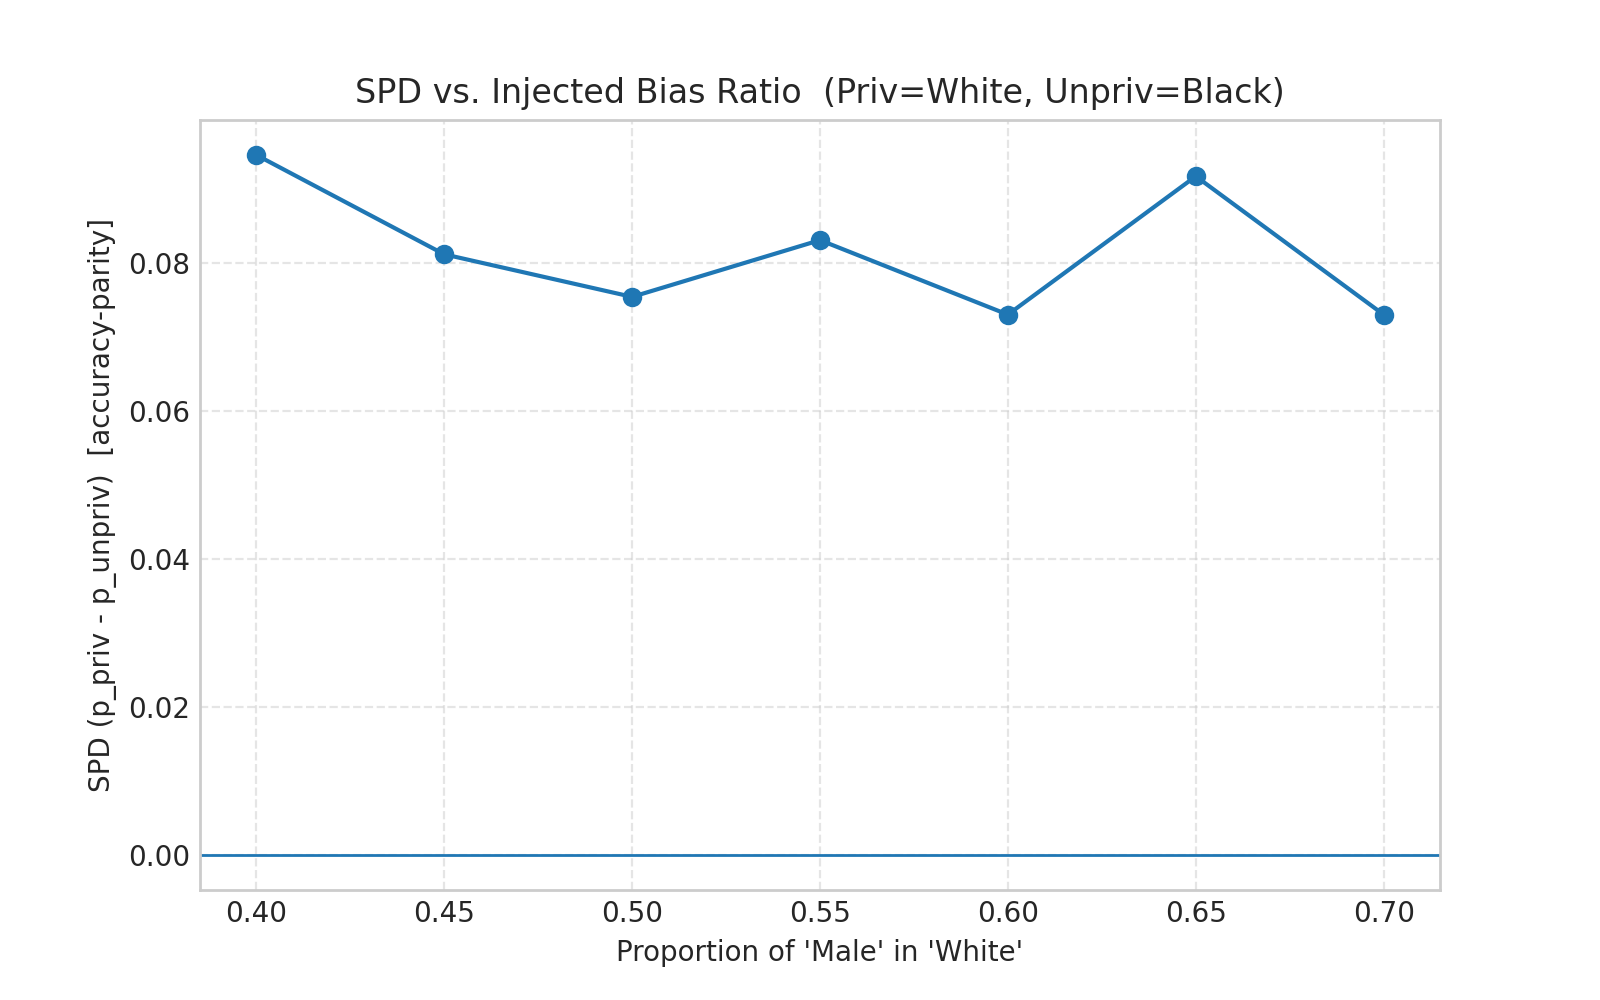 SPD vs. Injected Bias Ratio  (Priv=White, Unpriv=Black)
SPD (p_priv - p_unpriv)  [accuracy-parity]
0.08
0.06
0.04
0.02
0.00
0.40 0.45 0.50 0.55 0.60 0.65 0.70
Proportion of 'Male' in 'White'